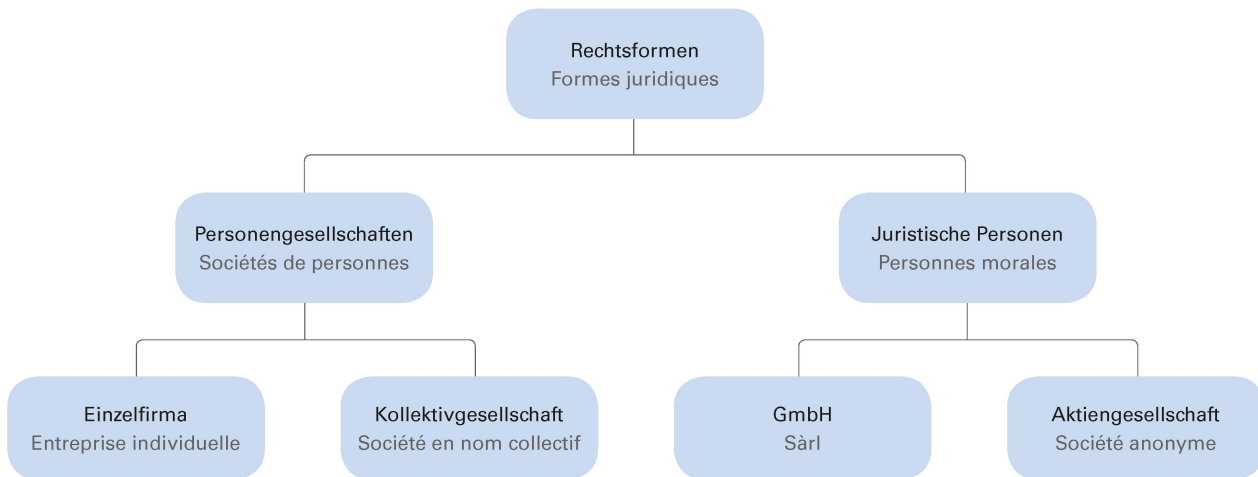 Rechtsformen
Formes juridiques
Personengesellschaften
Sociétés de personnes
Juristische Personen
Personnes morales
Einzelfirma
Entreprise individuelle
Kollektivgesellschaft
Société en nom collectif
GmbH
Sàrl
Aktiengesellschaft
Société anonyme